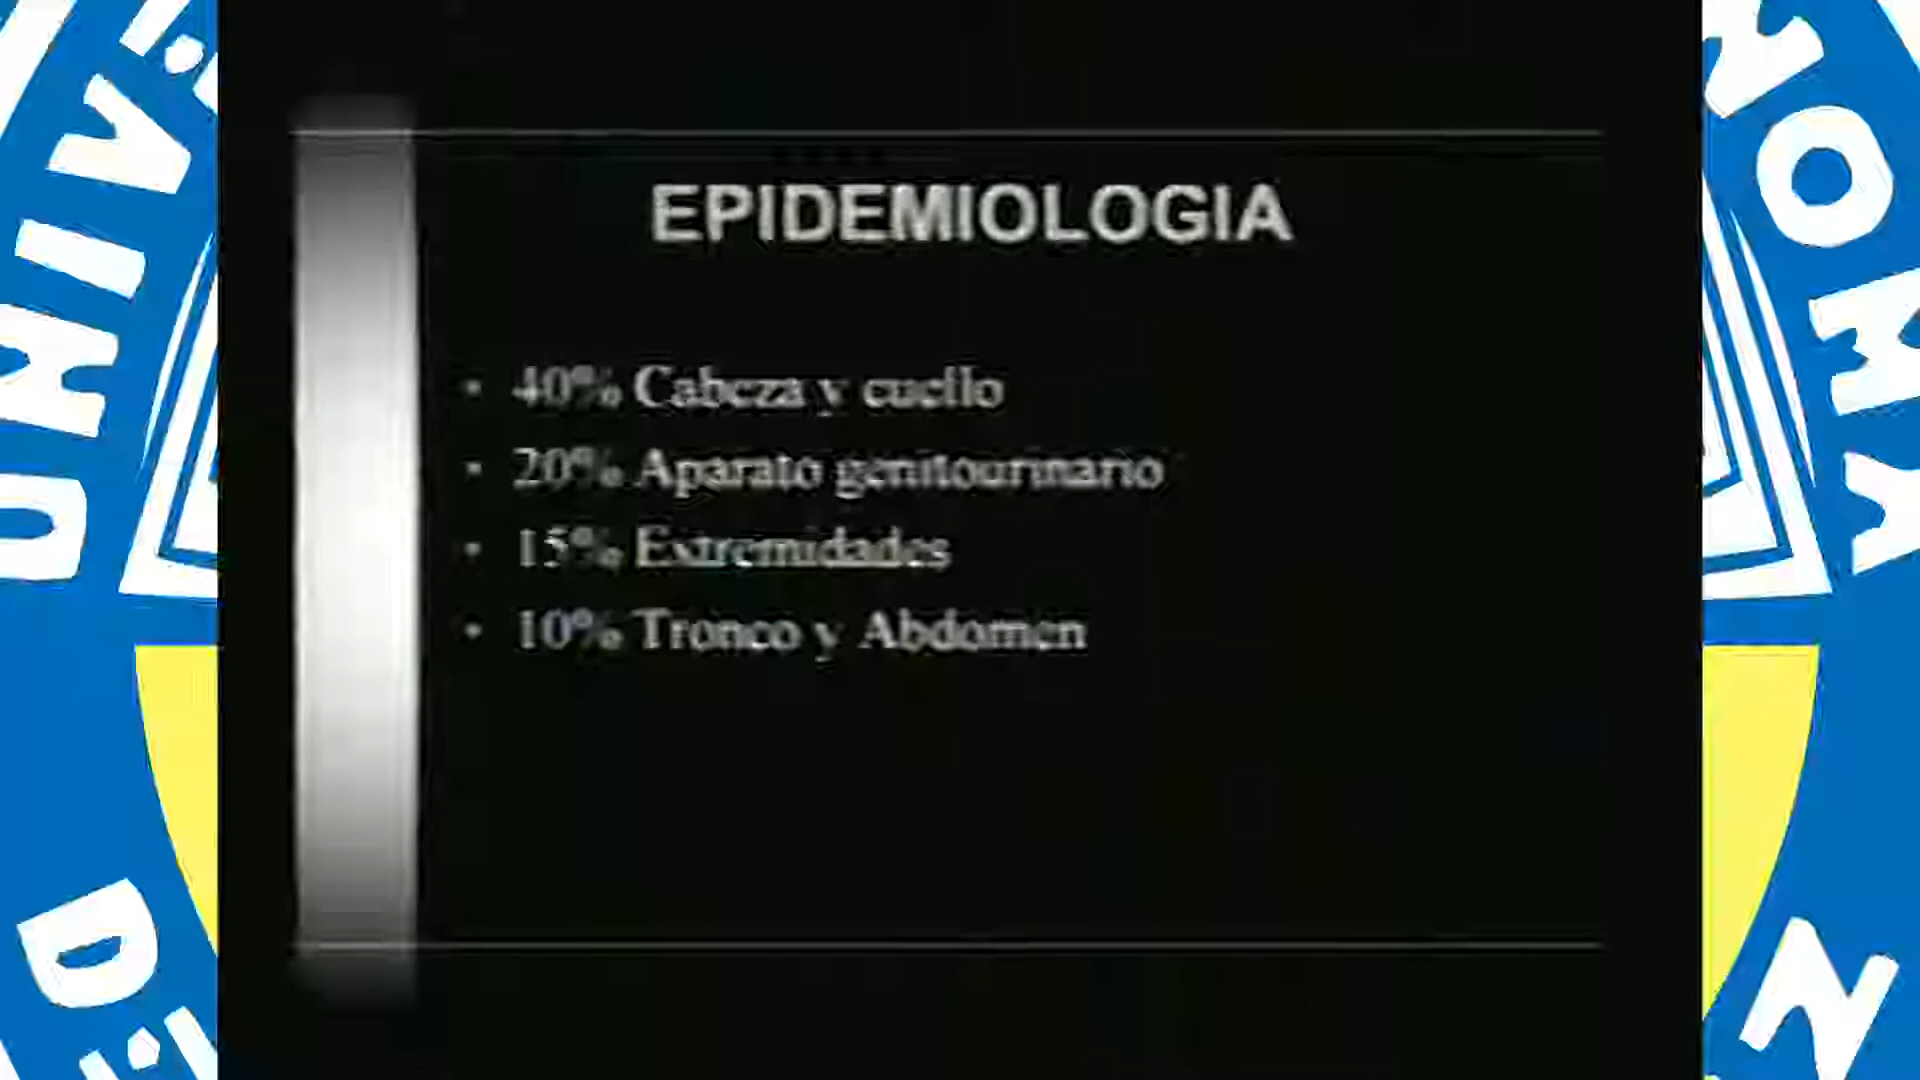 EPIDEMIOLOGIA
• 40% Cabeza y cuello
• 20% Aparato genitourinario
• 15% Extremidades
• 10% Tronco y Abdomen